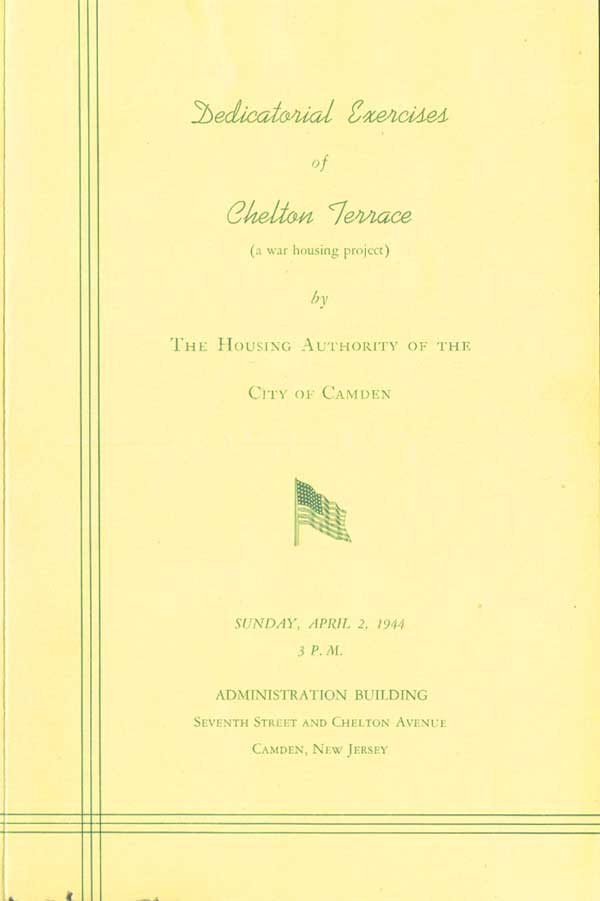 Dedicatorial Exercises
of
Chelton Terrace
(a war housing project)
by
The Housing Authority of the
City of Camden
SUNDAY, APRIL 2, 1944
3 P. M.
ADMINISTRATION BUILDING
Seventh Street and Chelton Avenue
Camden, New Jersey